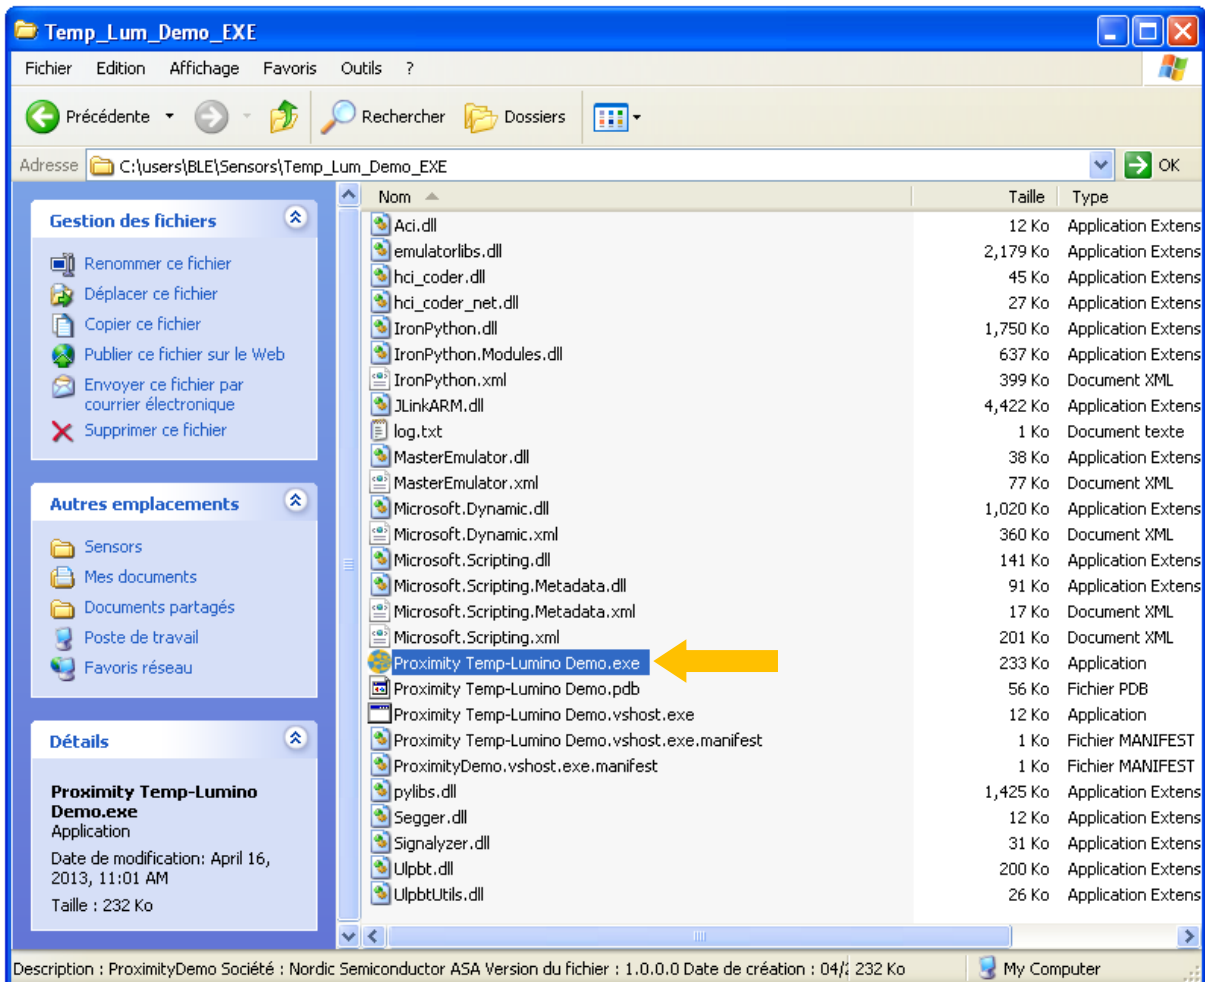 Temp_Lum_Demo_EXE
Fichier Edition Affichage Favoris Outils ?
Précédente Rechercher Dossiers
Adresse C:\users\BLE\Sensors\Temp_Lum_Demo_EXE OK
Gestion des fichiers
Renommer ce fichier
Déplacer ce fichier
Copier ce fichier
Publier ce fichier sur le Web
Envoyer ce fichier par
courrier électronique
Supprimer ce fichier
Autres emplacements
Sensors
Mes documents
Documents partagés
Poste de travail
Favoris réseau
Détails
Proximity Temp-Lumino
Demo.exe
Application
Date de modification: April 16,
2013, 11:01 AM
Taille : 232 Ko
Nom Taille Type
Aci.dll 12 Ko Application Extens
emulatorlibs.dll 2,179 Ko Application Extens
hci_coder.dll 45 Ko Application Extens
hci_coder_net.dll 27 Ko Application Extens
IronPython.dll 1,750 Ko Application Extens
IronPython.Modules.dll 637 Ko Application Extens
IronPython.xml 399 Ko Document XML
JLinkARM.dll 4,422 Ko Application Extens
log.txt 1 Ko Document texte
MasterEmulator.dll 38 Ko Application Extens
MasterEmulator.xml 77 Ko Document XML
Microsoft.Dynamic.dll 1,020 Ko Application Extens
Microsoft.Dynamic.xml 360 Ko Document XML
Microsoft.Scripting.dll 141 Ko Application Extens
Microsoft.Scripting.Metadata.dll 91 Ko Application Extens
Microsoft.Scripting.Metadata.xml 17 Ko Document XML
Microsoft.Scripting.xml 201 Ko Document XML
Proximity Temp-Lumino Demo.exe 233 Ko Application
Proximity Temp-Lumino Demo.pdb 56 Ko Fichier PDB
Proximity Temp-Lumino Demo.vshost.exe 12 Ko Application
Proximity Temp-Lumino Demo.vshost.exe.manifest 1 Ko Fichier MANIFEST
ProximityDemo.vshost.exe.manifest 1 Ko Fichier MANIFEST
pylibs.dll 1,425 Ko Application Extens
Segger.dll 12 Ko Application Extens
Signalyzer.dll 31 Ko Application Extens
Ulpbt.dll 200 Ko Application Extens
UlpbtUtils.dll 26 Ko Application Extens
Description : ProximityDemo Société : Nordic Semiconductor ASA Version du fichier : 1.0.0.0 Date de création : 04/2 232 Ko My Computer